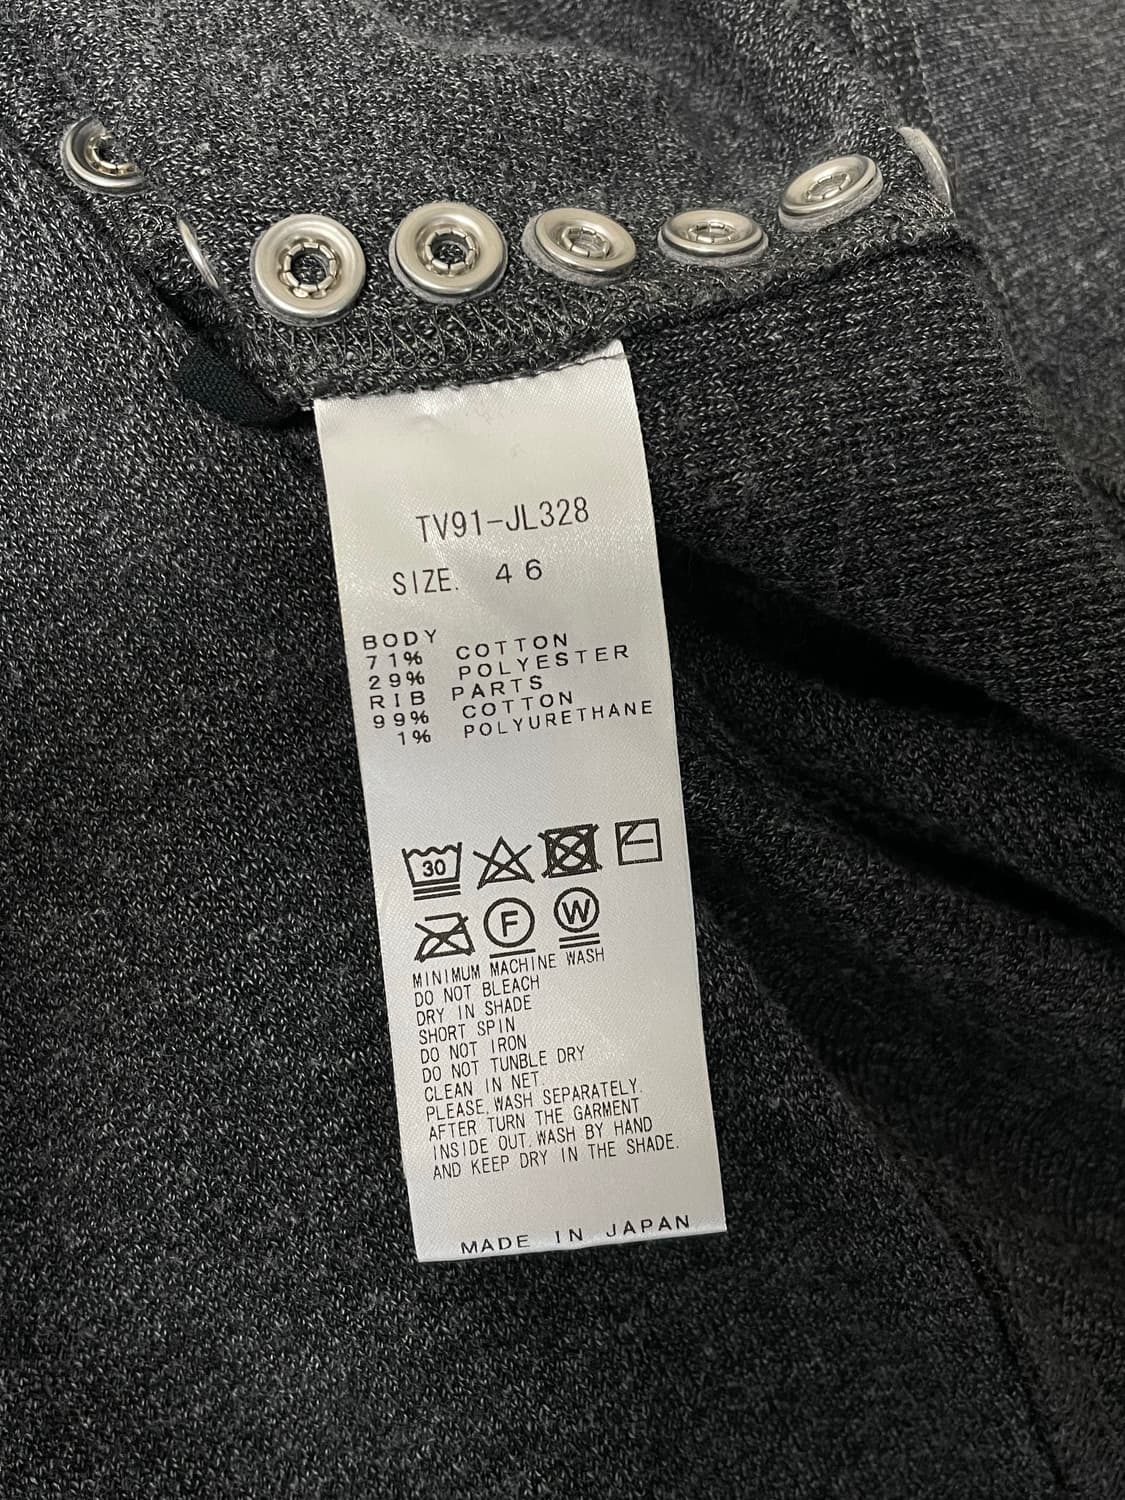 TV91-JL328
SIZE. 46
BODY
71% COTTON
29% POLYESTER
RIB PARTS
99% COTTON
1% POLYURETHANE
30
F W
MINIMUM MACHINE WASH
DO NOT BLEACH
DRY IN SHADE
SHORT SPIN
DO NOT IRON
DO NOT TUNBLE DRY
CLEAN IN NET.
PLEASE.WASH SEPARATELY.
AFTER TURN THE GARMENT
INSIDE OUT.WASH BY HAND
AND KEEP DRY IN THE SHADE.
MADE IN JAPAN